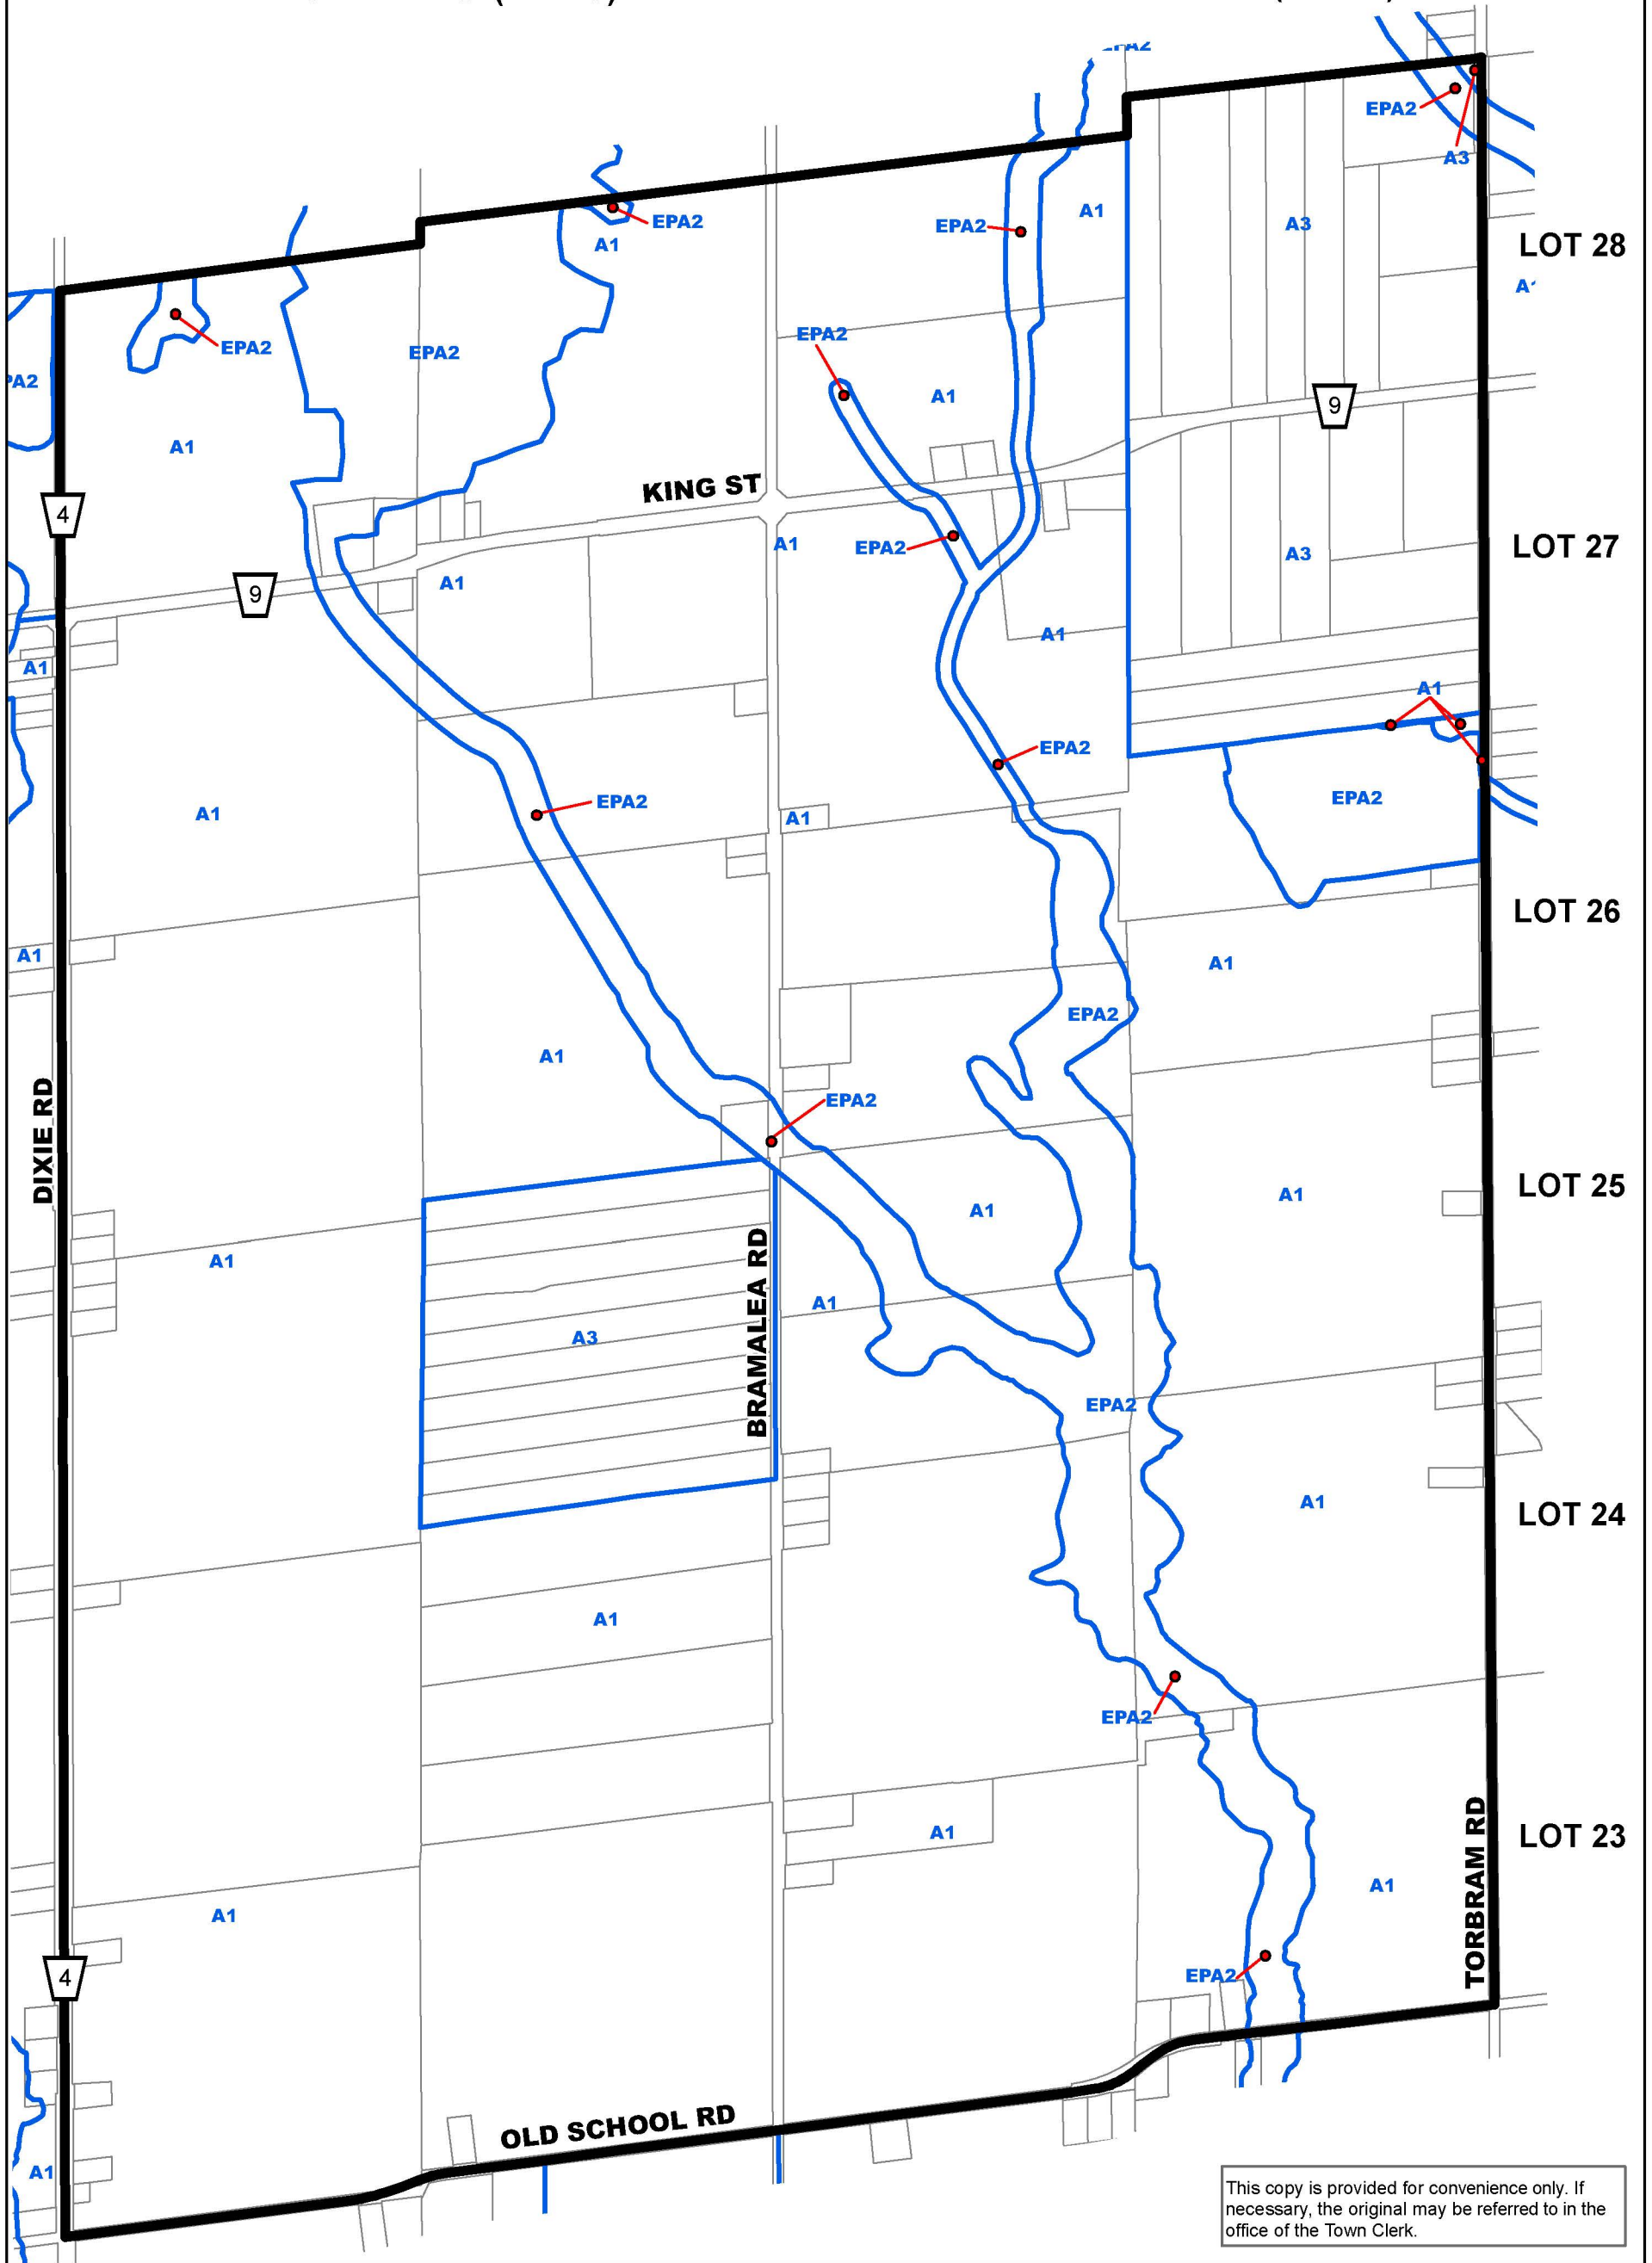 EPA2
EPA2
A3
EPA2
A1
EPA2
A1
A3
LOT 28
A1
EPA2
EPA2
EPA2
A1
A1
9
KING ST
4
A1
EPA2
A3
LOT 27
A1
9
A1
A1
A1
EPA2
EPA2
A1
EPA2
A1
A1
LOT 26
A1
A1
EPA2
A1
EPA2
DIXIE RD
A1
A1
LOT 25
A1
BRAMALEA RD
A1
A3
EPA2
A1
LOT 24
A1
EPA2
A1
LOT 23
TORBRAM RD
A1
A1
EPA2
4
OLD SCHOOL RD
A1
This copy is provided for convenience only. If
necessary, the original may be referred to in the
office of the Town Clerk.